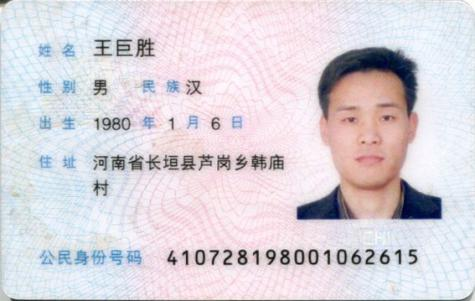 姓名 王巨胜
性别 男 民族 汉
出生 1980 年 1 月 6 日
住址 河南省长垣县芦岗乡韩庙
村
公民身份号码 410728198001062615